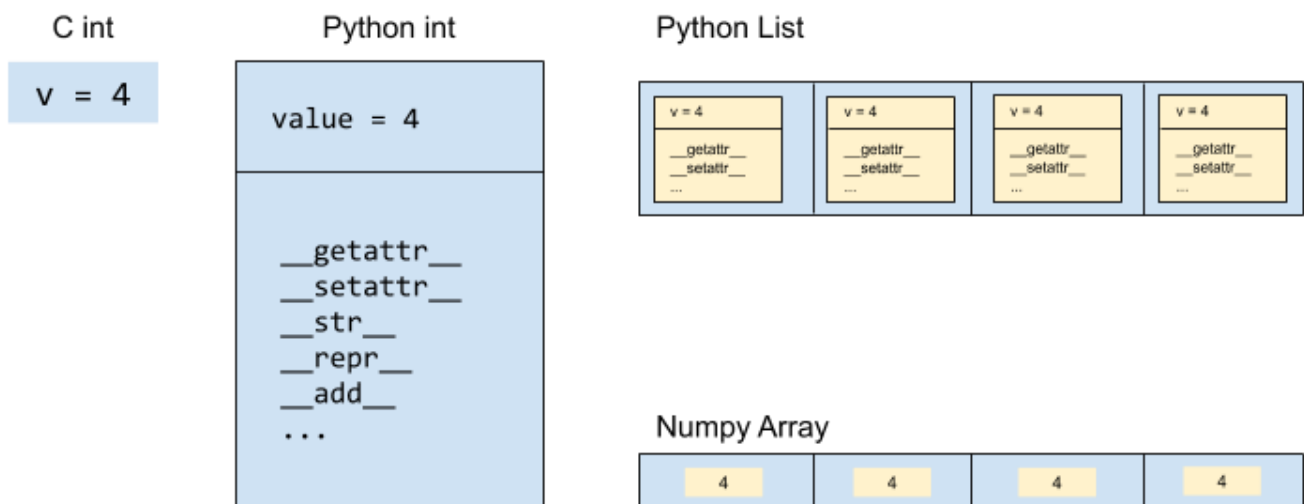 C int
v = 4
Python int
value = 4
__getattr__
__setattr__
__str__
__repr__
__add__
...
Python List
v = 4
__getattr__
__setattr__
...
v = 4
__getattr__
__setattr__
....
v = 4
__getattr__
__setattr__
...
v = 4
__getattr__
__setattr__
....
Numpy Array
4
4
4
4